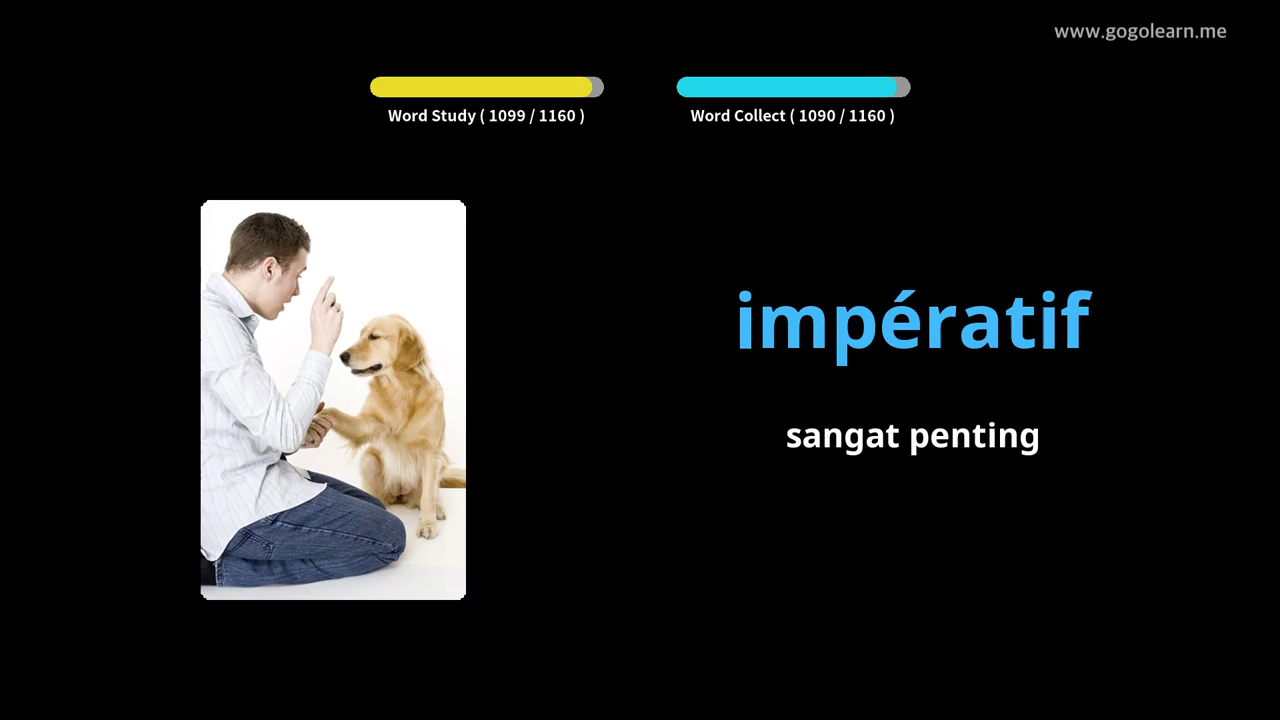 www.gogolearn.me
Word Study ( 1099 / 1160 )
Word Collect ( 1090 / 1160 )
impératif
sangat penting